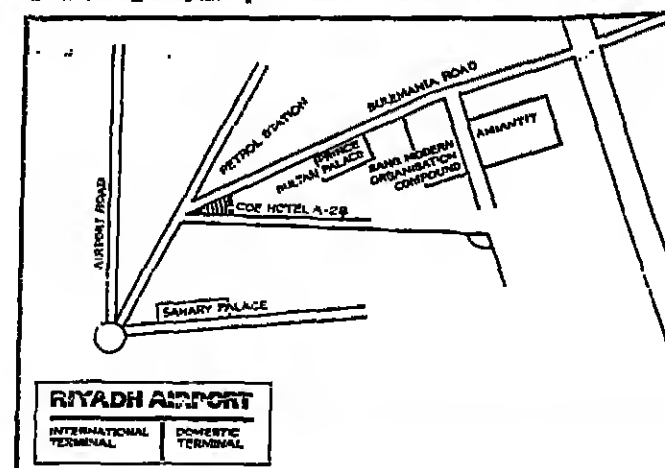 AIRPORT ROAD
PETROL STATION
SULEMANIA ROAD
PRINCE
SULTAN PALACE
SANS MODERN
ORGANISATION
COMPOUND
AMIANTIT
COE HOTEL A-28
SAHARY PALACE
RIYADH AIRPORT
INTERNATIONAL
TERMINAL
DOMESTIC
TERMINAL